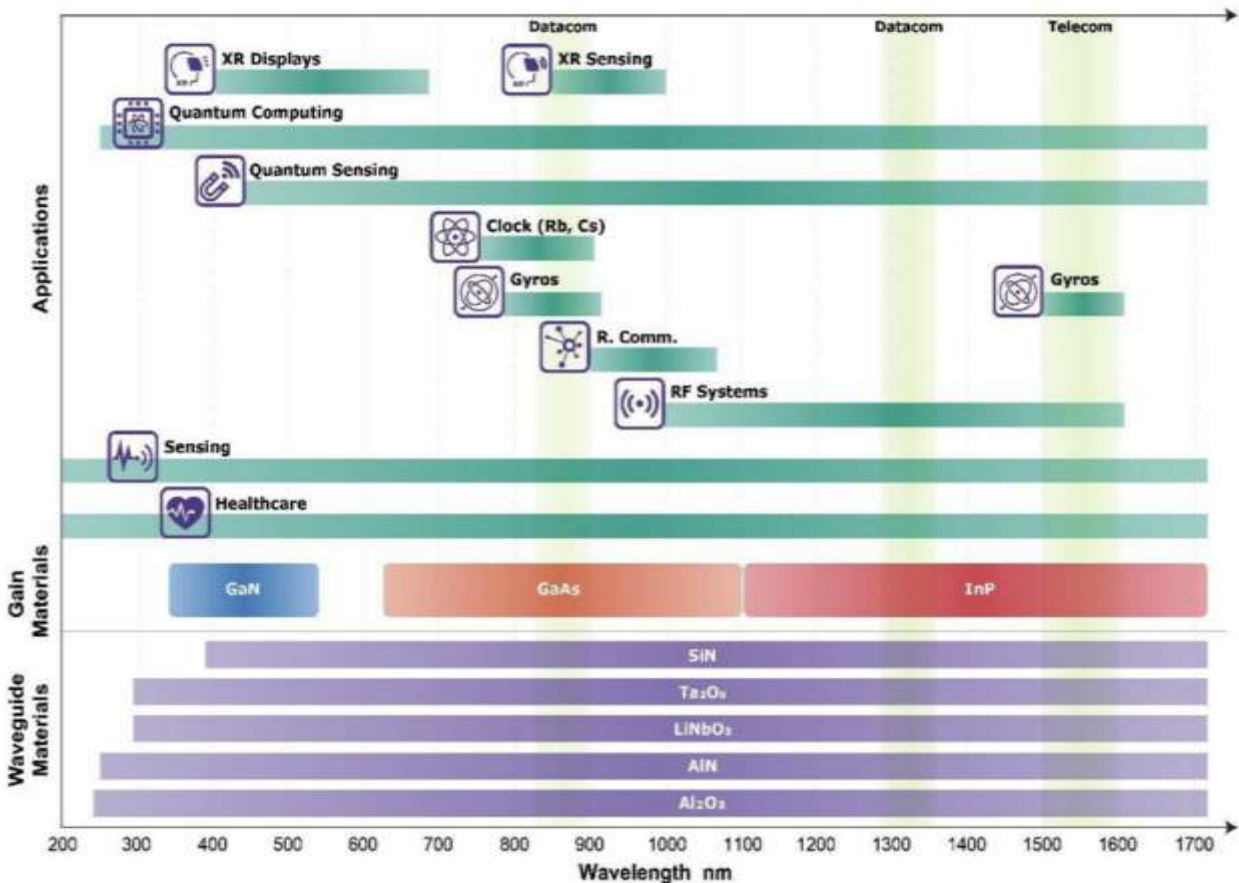 Datacom Datacom Telecom
XR Displays XR Sensing
Quantum Computing
Quantum Sensing
Clock (Rb, Cs)
Gyros Gyros
R. Comm.
RF Systems
Sensing
Healthcare
Applications
GaN GaAs InP
Gain
Materials
SiN
Ta₂O₅
LiNbO₃
AlN
Al₂O₃
Waveguide
Materials
200 300 400 500 600 700 800 900 1000 1100 1200 1300 1400 1500 1600 1700
Wavelength nm